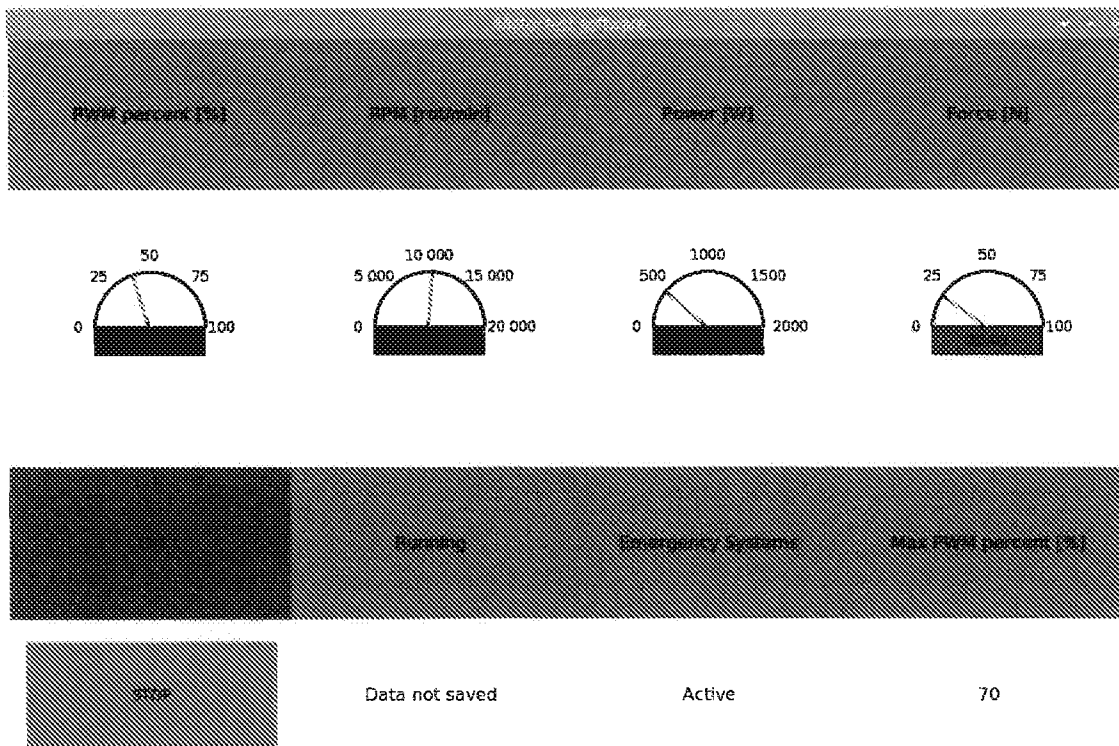 PWM percent [%] RPM [rot/min] Power [W] Force [N]
50 10 000 1000 50
25 75 5 000 15 000 500 1500 25 75
0 100 0 20 000 0 2000 0 100
Running Emergency Systems Max PWM percent [%]
STOP Data not saved Active 70